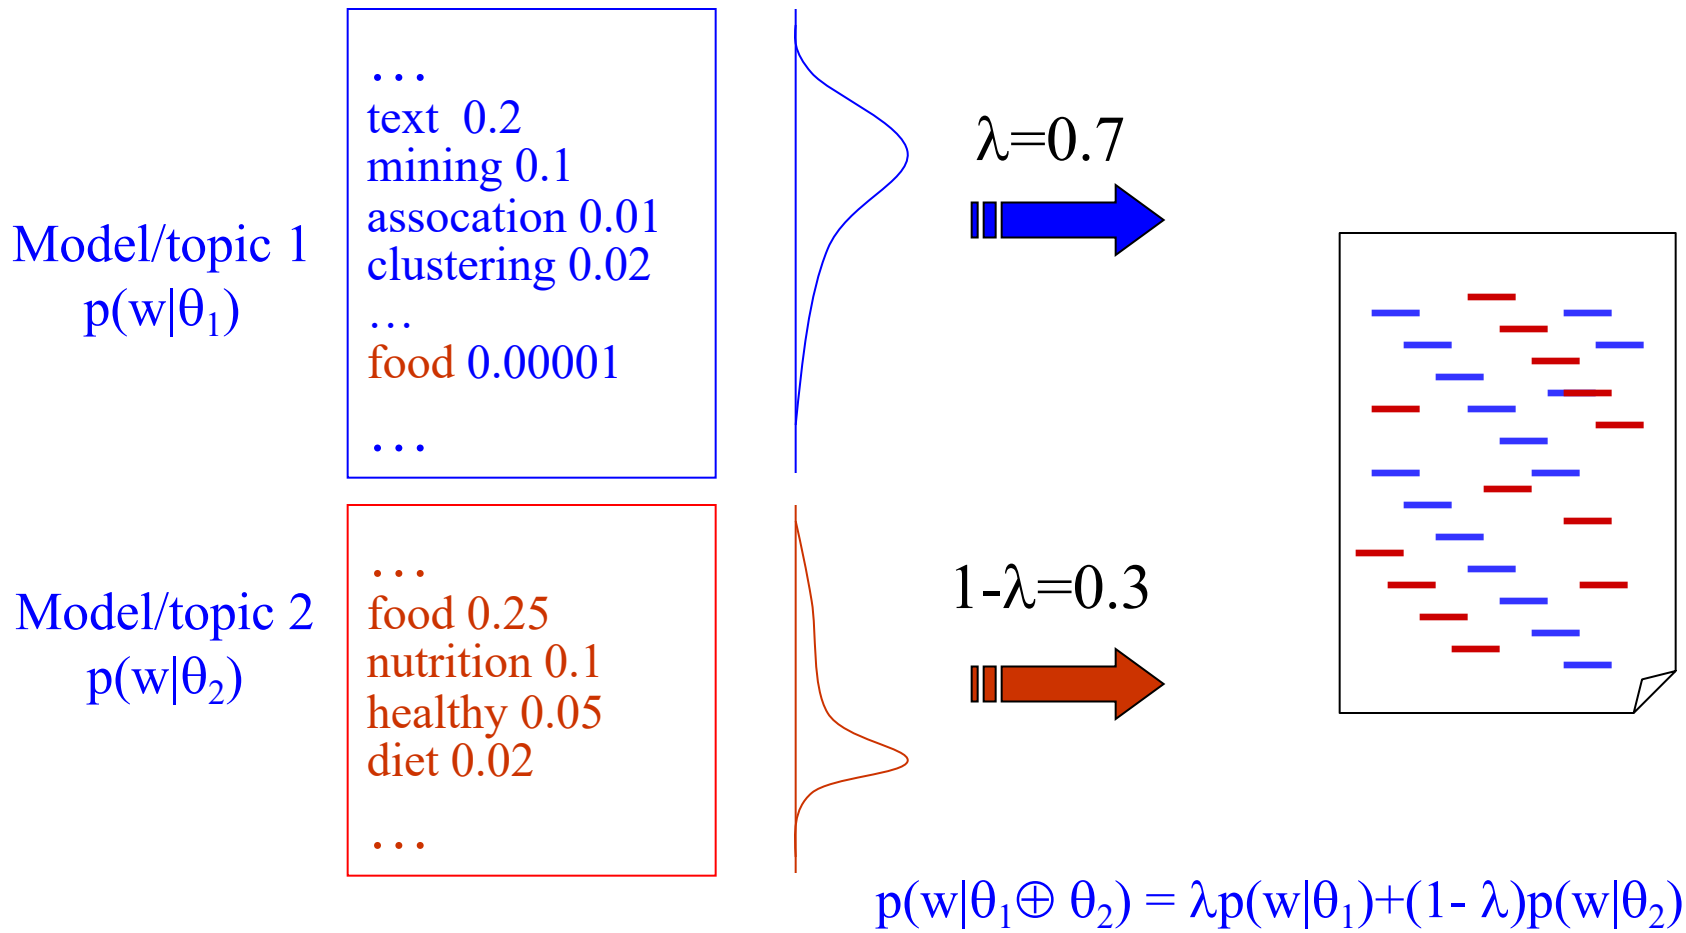 Model/topic 1
p(w|θ₁)
…
text 0.2
mining 0.1
assocation 0.01
clustering 0.02
…
food 0.00001
…
λ=0.7
Model/topic 2
p(w|θ₂)
…
food 0.25
nutrition 0.1
healthy 0.05
diet 0.02
…
1-λ=0.3
p(w|θ₁⊕ θ₂) = λp(w|θ₁)+(1- λ)p(w|θ₂)